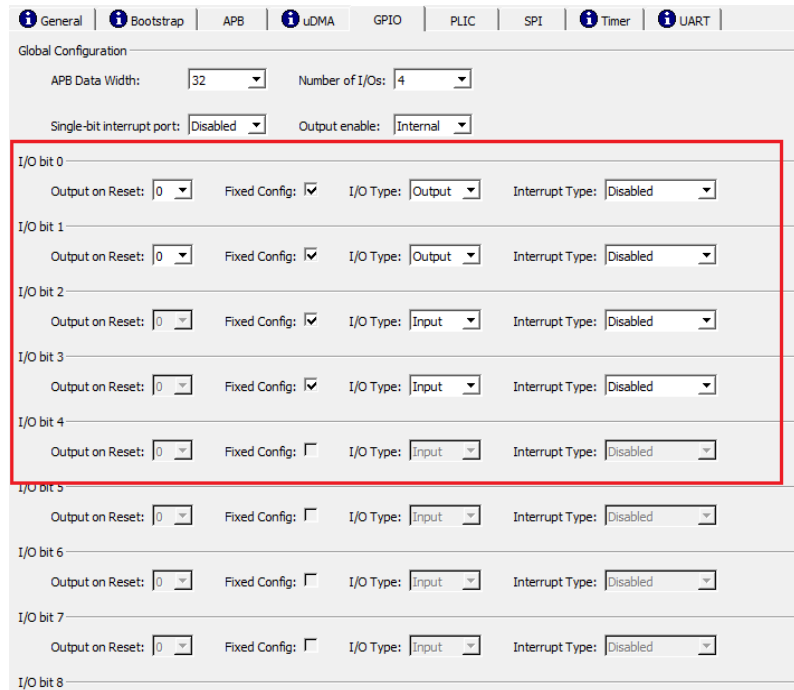 General Bootstrap APB uDMA GPIO PLIC SPI Timer UART
Global Configuration
APB Data Width: 32 Number of I/Os: 4
Single-bit interrupt port: Disabled Output enable: Internal
I/O bit 0
Output on Reset: 0 Fixed Config: I/O Type: Output Interrupt Type: Disabled
I/O bit 1
Output on Reset: 0 Fixed Config: I/O Type: Output Interrupt Type: Disabled
I/O bit 2
Output on Reset: 0 Fixed Config: I/O Type: Input Interrupt Type: Disabled
I/O bit 3
Output on Reset: 0 Fixed Config: I/O Type: Input Interrupt Type: Disabled
I/O bit 4
Output on Reset: 0 Fixed Config: I/O Type: Input Interrupt Type: Disabled
I/O bit 5
Output on Reset: 0 Fixed Config: I/O Type: Input Interrupt Type: Disabled
I/O bit 6
Output on Reset: 0 Fixed Config: I/O Type: Input Interrupt Type: Disabled
I/O bit 7
Output on Reset: 0 Fixed Config: I/O Type: Input Interrupt Type: Disabled
I/O bit 8